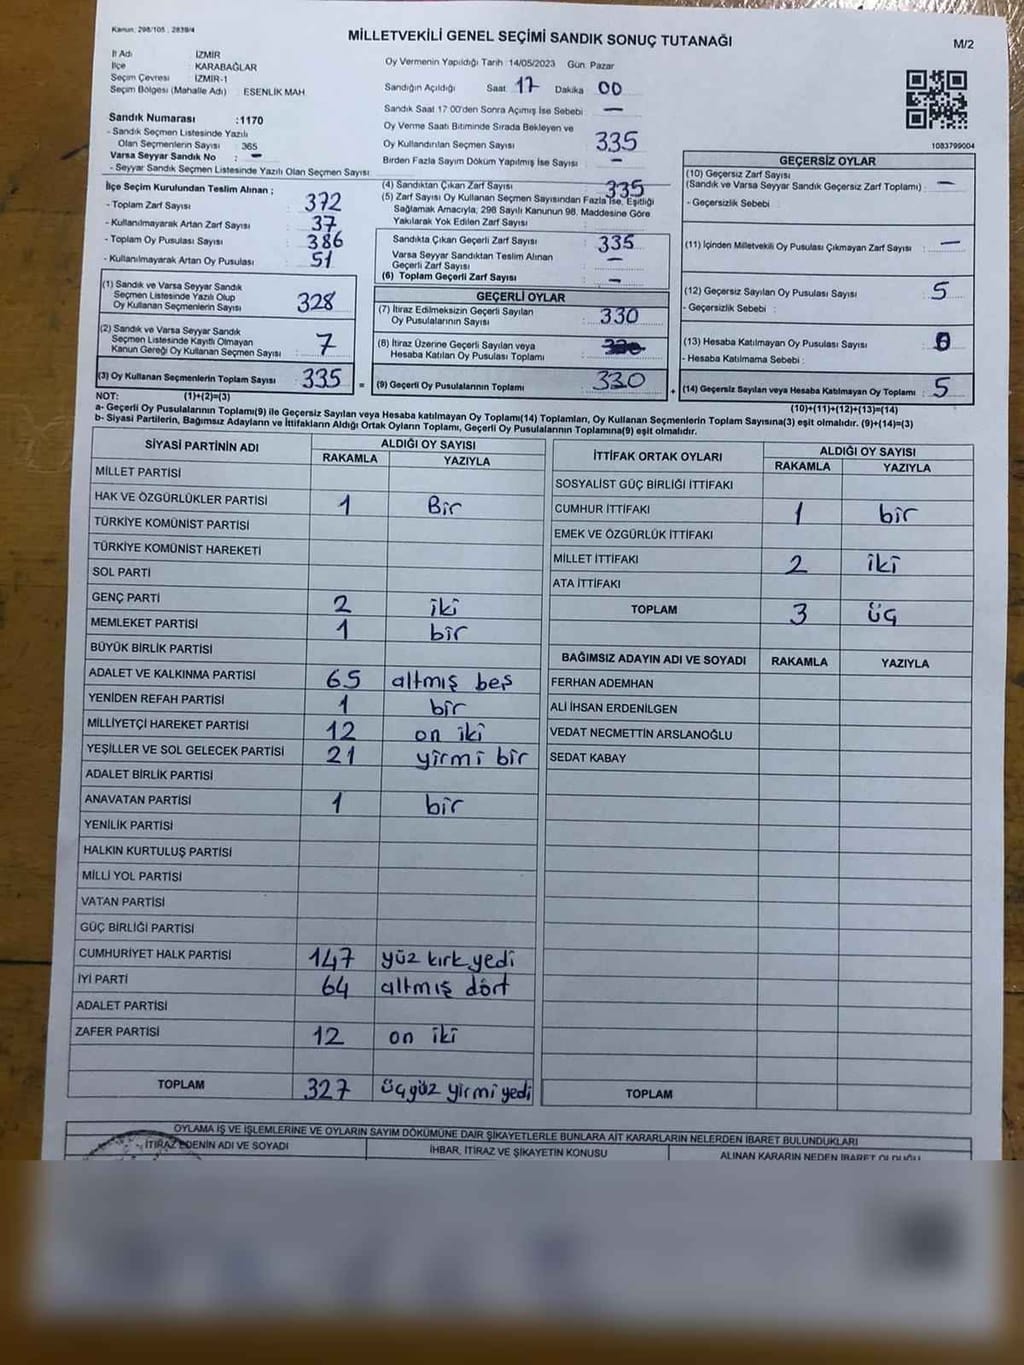 Kanun: 298/105 , 2839/4
MİLLETVEKİLİ GENEL SEÇİMİ SANDIK SONUÇ TUTANAĞI
M/2
İl Adı İZMİR
İlçe KARABAĞLAR
Seçim Çevresi İZMİR-1
Seçim Bölgesi (Mahalle Adı) ESENLİK MAH
Sandık Numarası :1170
- Sandık Seçmen Listesinde Yazılı
Olan Seçmenlerin Sayısı : 365
Varsa Seyyar Sandık No : -
- Seyyar Sandık Seçmen Listesinde Yazılı Olan Seçmen Sayısı :
Oy Vermenin Yapıldığı Tarih :14/05/2023 Gün: Pazar
Sandığın Açıldığı Saat 17 Dakika 00
Sandık Saat 17:00'den Sonra Açımış İse Sebebi -
Oy Verme Saati Bitiminde Sırada Bekleyen ve
Oy Kullandırılan Seçmen Sayısı 335
Birden Fazla Sayım Döküm Yapılmış İse Sayısı -
1083799004
İlçe Seçim Kurulundan Teslim Alınan ;
- Toplam Zarf Sayısı : 372
- Kullanılmayarak Artan Zarf Sayısı : 37
- Toplam Oy Pusulası Sayısı : 386
- Kullanılmayarak Artan Oy Pusulası : 51
(1) Sandık ve Varsa Seyyar Sandık
Seçmen Listesinde Yazılı Olup
Oy Kullanan Seçmenlerin Sayısı : 328
(2) Sandık ve Varsa Seyyar Sandık
Seçmen Listesinde Kayıtlı Olmayan
Kanun Gereği Oy Kullanan Seçmen Sayısı : 7
(3) Oy Kullanan Seçmenlerin Toplam Sayısı : 335
(1)+(2)=(3)
(4) Sandıktan Çıkan Zarf Sayısı : 335
(5) Zarf Sayısı Oy Kullanan Seçmen Sayısından Fazla İse, Eşitliği
Sağlamak Amacıyla, 298 Sayılı Kanunun 98. Maddesine Göre
Yakılarak Yok Edilen Zarf Sayısı :
Sandıkta Çıkan Geçerli Zarf Sayısı : 335
Varsa Seyyar Sandıktan Teslim Alınan
Geçerli Zarf Sayısı : -
(6) Toplam Geçerli Zarf Sayısı : -
GEÇERLİ OYLAR
(7) İtiraz Edilmeksizin Geçerli Sayılan
Oy Pusulalarının Sayısı : 330
(8) İtiraz Üzerine Geçerli Sayılan veya
Hesaba Katılan Oy Pusulası Toplamı :
= (9) Geçerli Oy Pusulalarının Toplamı : 330
GEÇERSİZ OYLAR
(10) Geçersiz Zarf Sayısı
(Sandık ve Varsa Seyyar Sandık Geçersiz Zarf Toplamı) : -
- Geçersizlik Sebebi :
(11) İçinden Milletvekili Oy Pusulası Çıkmayan Zarf Sayısı : -
(12) Geçersiz Sayılan Oy Pusulası Sayısı : 5
- Geçersizlik Sebebi :
(13) Hesaba Katılmayan Oy Pusulası Sayısı : 0
- Hesaba Katılmama Sebebi :
+ (14) Geçersiz Sayılan veya Hesaba Katılmayan Oy Toplamı : 5
(10)+(11)+(12)+(13)=(14)
NOT:
a- Geçerli Oy Pusulalarının Toplamı(9) ile Geçersiz Sayılan veya Hesaba katılmayan Oy Toplamı(14) Toplamları, Oy Kullanan Seçmenlerin Toplam Sayısına(3) eşit olmalıdır. (9)+(14)=(3)
b- Siyasi Partilerin, Bağımsız Adayların ve İttifakların Aldığı Ortak Oyların Toplamı, Geçerli Oy Pusulalarının Toplamına(9) eşit olmalıdır.
SİYASİ PARTİNİN ADI ALDIĞI OY SAYISI
RAKAMLA YAZIYLA
MİLLET PARTİSİ
HAK VE ÖZGÜRLÜKLER PARTİSİ 1 Bir
TÜRKİYE KOMÜNİST PARTİSİ
TÜRKİYE KOMÜNİST HAREKETİ
SOL PARTİ
GENÇ PARTİ 2 iki
MEMLEKET PARTİSİ 1 bir
BÜYÜK BİRLİK PARTİSİ
ADALET VE KALKINMA PARTİSİ 65 altmış beş
YENİDEN REFAH PARTİSİ 1 bir
MİLLİYETÇİ HAREKET PARTİSİ 12 on iki
YEŞİLLER VE SOL GELECEK PARTİSİ 21 yirmi bir
ADALET BİRLİK PARTİSİ
ANAVATAN PARTİSİ 1 bir
YENİLİK PARTİSİ
HALKIN KURTULUŞ PARTİSİ
MİLLİ YOL PARTİSİ
VATAN PARTİSİ
GÜÇ BİRLİĞİ PARTİSİ
CUMHURİYET HALK PARTİSİ 147 yüz kırk yedi
İYİ PARTİ 64 altmış dört
ADALET PARTİSİ
ZAFER PARTİSİ 12 on iki
TOPLAM 327 üçyüz yirmi yedi
İTTİFAK ORTAK OYLARI ALDIĞI OY SAYISI
RAKAMLA YAZIYLA
SOSYALİST GÜÇ BİRLİĞİ İTTİFAKI
CUMHUR İTTİFAKI 1 bir
EMEK VE ÖZGÜRLÜK İTTİFAKI
MİLLET İTTİFAKI 2 iki
ATA İTTİFAKI
TOPLAM 3 üç
BAĞIMSIZ ADAYIN ADI VE SOYADI RAKAMLA YAZIYLA
FERHAN ADEMHAN
ALİ İHSAN ERDENİLGEN
VEDAT NECMETTİN ARSLANOĞLU
SEDAT KABAY
TOPLAM
OYLAMA İŞ VE İŞLEMLERİNE VE OYLARIN SAYIM DÖKÜMÜNE DAİR ŞİKAYETLERLE BUNLARA AİT KARARLARIN NELERDEN İBARET BULUNDUKLARI
İTİRAZ EDENİN ADI VE SOYADI İHBAR, İTİRAZ VE ŞİKAYETİN KONUSU ALINAN KARARIN NEDEN İBARET OLDUĞU